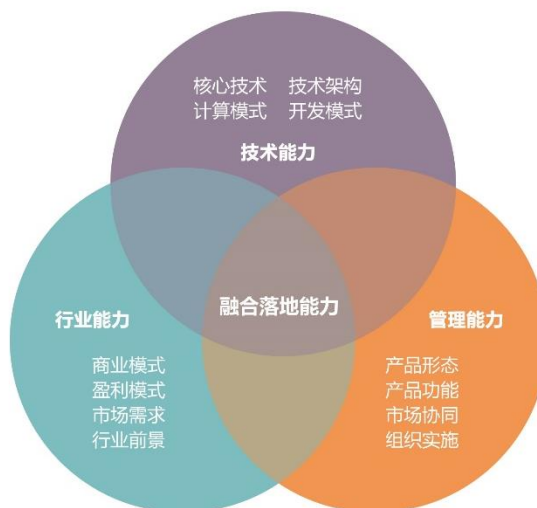 核心技术 技术架构
计算模式 开发模式
技术能力
融合落地能力
行业能力
商业模式
盈利模式
市场需求
行业前景
管理能力
产品形态
产品功能
市场协同
组织实施